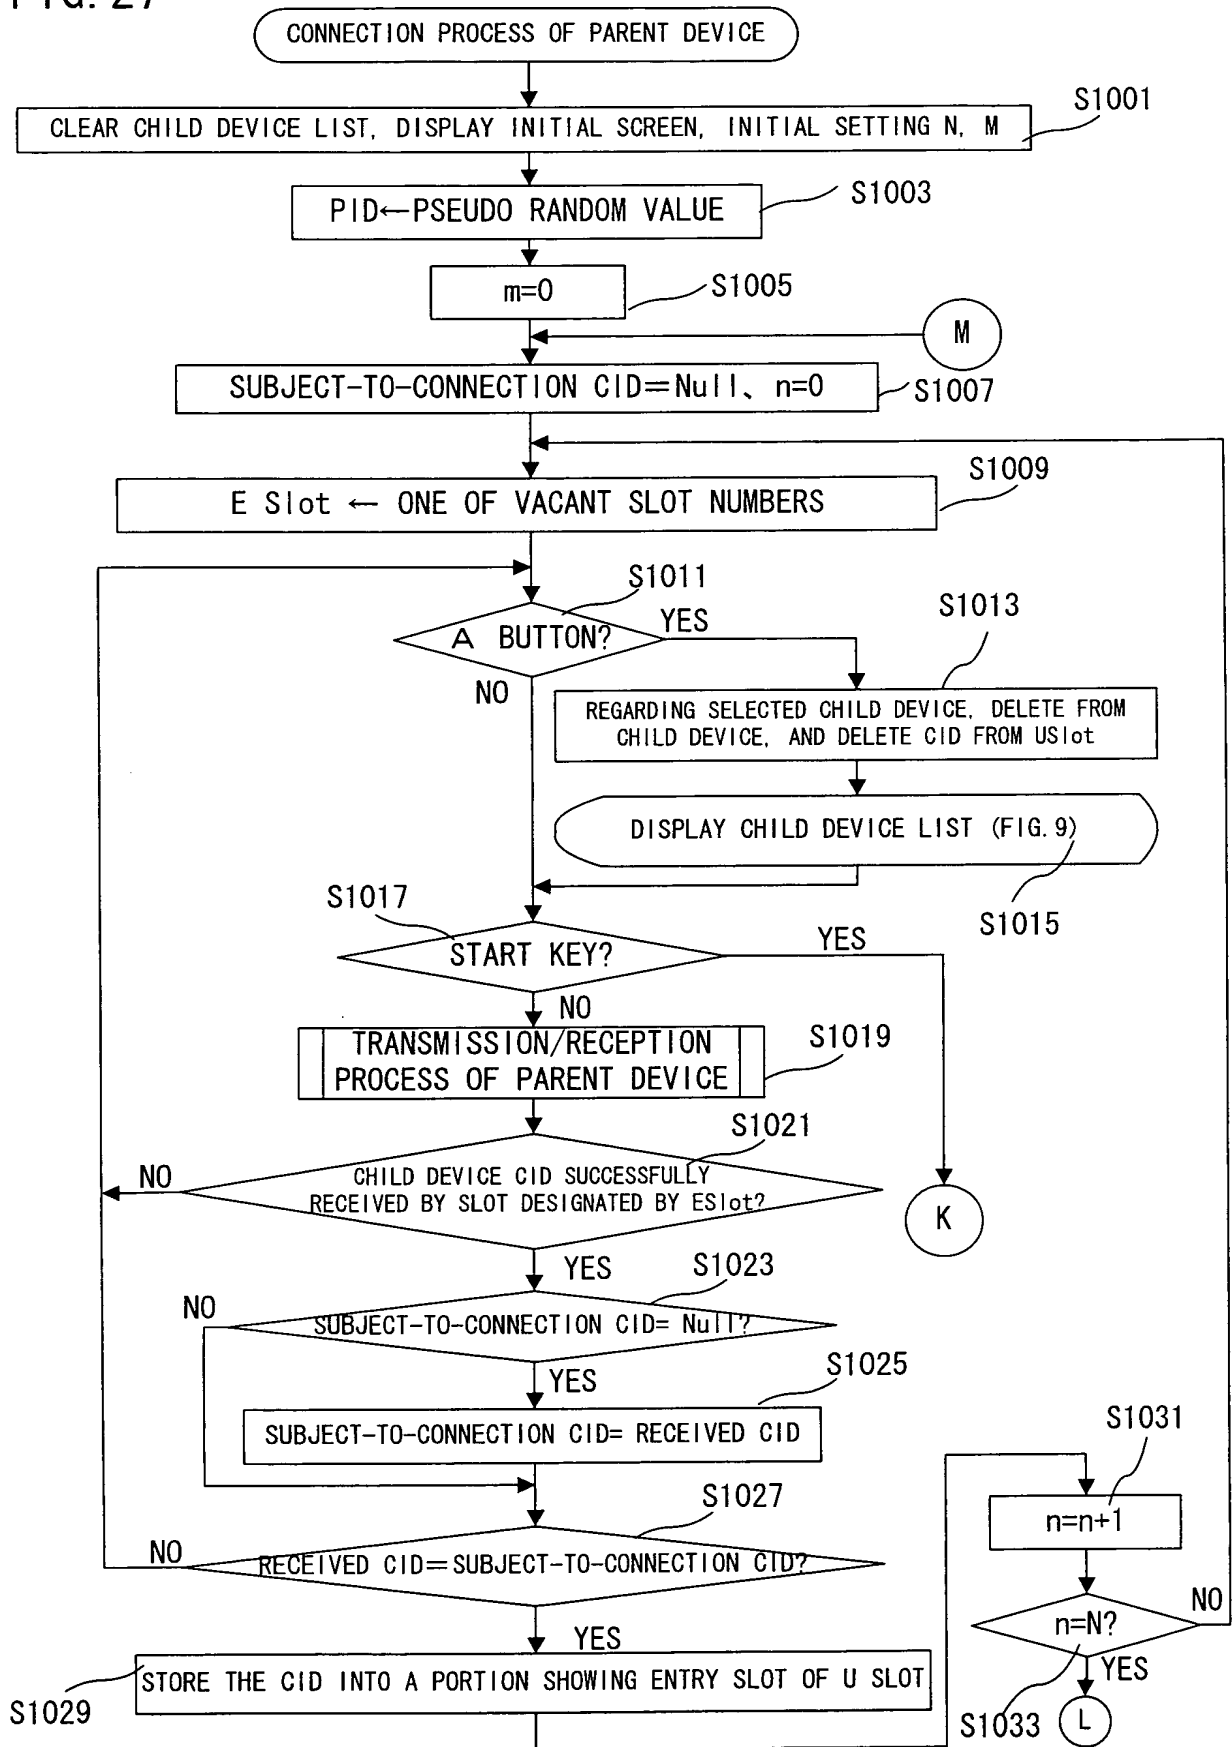 FIG. 27
CONNECTION PROCESS OF PARENT DEVICE
S1001
CLEAR CHILD DEVICE LIST, DISPLAY INITIAL SCREEN, INITIAL SETTING N, M
S1003
PID←PSEUDO RANDOM VALUE
m=0
S1005
M
SUBJECT-TO-CONNECTION CID=Null、n=0
S1007
S1009
E Slot ← ONE OF VACANT SLOT NUMBERS
S1011
A BUTTON?
YES
NO
S1013
REGARDING SELECTED CHILD DEVICE, DELETE FROM
CHILD DEVICE, AND DELETE CID FROM USlot
DISPLAY CHILD DEVICE LIST (FIG. 9)
S1015
S1017
START KEY?
YES
NO
TRANSMISSION/RECEPTION
PROCESS OF PARENT DEVICE
S1019
S1021
NO
CHILD DEVICE CID SUCCESSFULLY
RECEIVED BY SLOT DESIGNATED BY ESlot?
K
YES
S1023
NO
SUBJECT-TO-CONNECTION CID= Null?
YES
S1025
SUBJECT-TO-CONNECTION CID= RECEIVED CID
S1027
NO
RECEIVED CID=SUBJECT-TO-CONNECTION CID?
YES
STORE THE CID INTO A PORTION SHOWING ENTRY SLOT OF U SLOT
S1029
S1031
n=n+1
n=N?
NO
YES
S1033
L